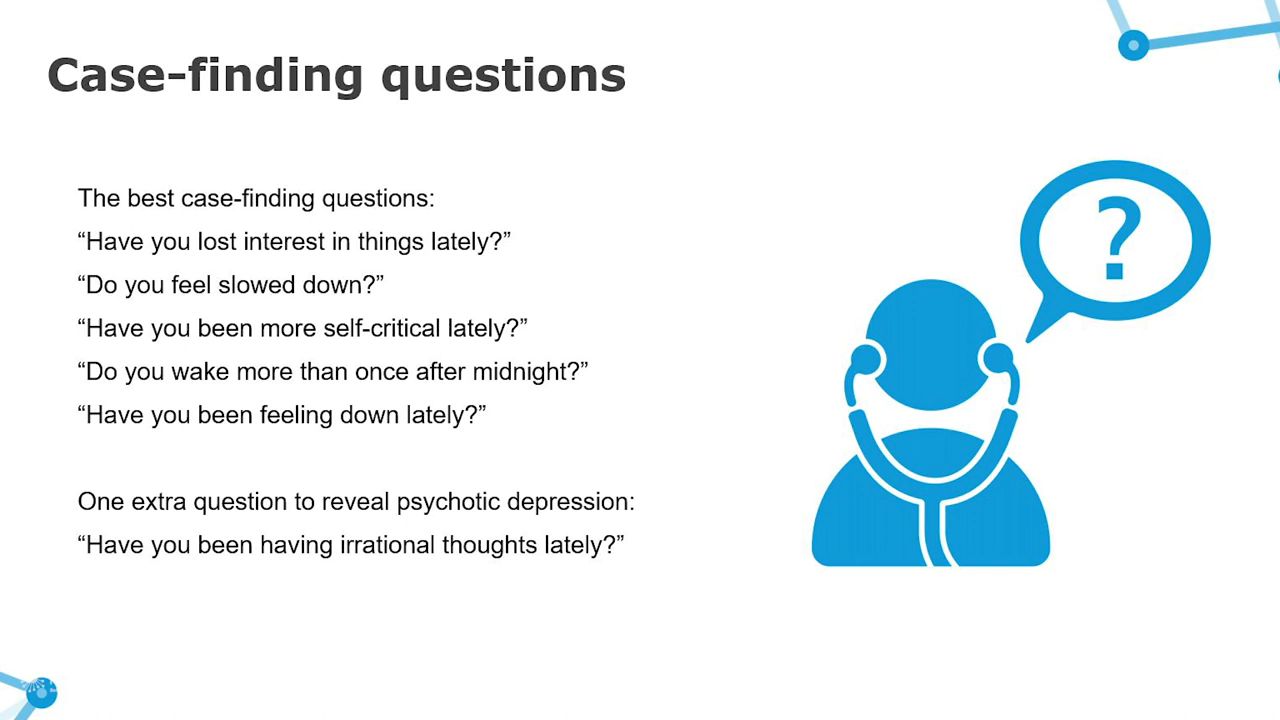 Case-finding questions
The best case-finding questions:
“Have you lost interest in things lately?”
“Do you feel slowed down?”
“Have you been more self-critical lately?”
“Do you wake more than once after midnight?”
“Have you been feeling down lately?”
One extra question to reveal psychotic depression:
“Have you been having irrational thoughts lately?”
?